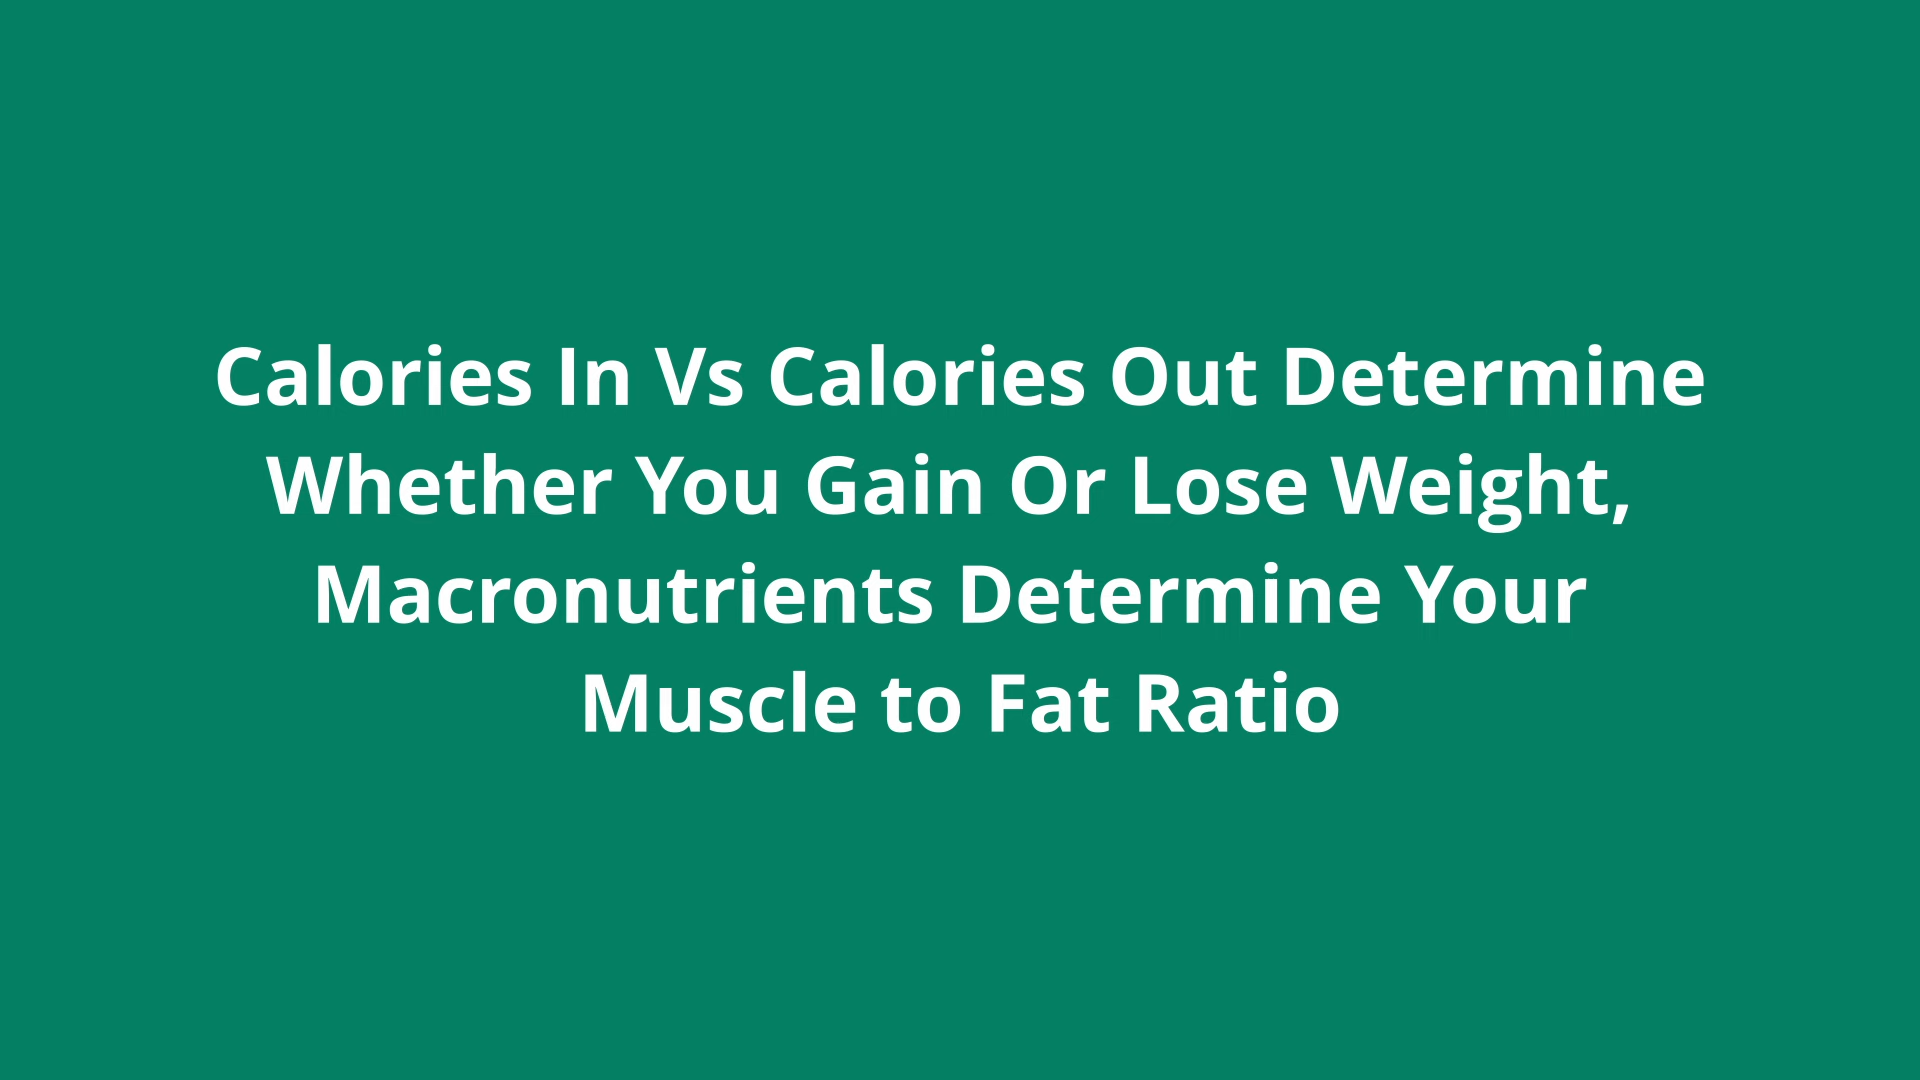 Calories In Vs Calories Out Determine
Whether You Gain Or Lose Weight,
Macronutrients Determine Your
Muscle to Fat Ratio